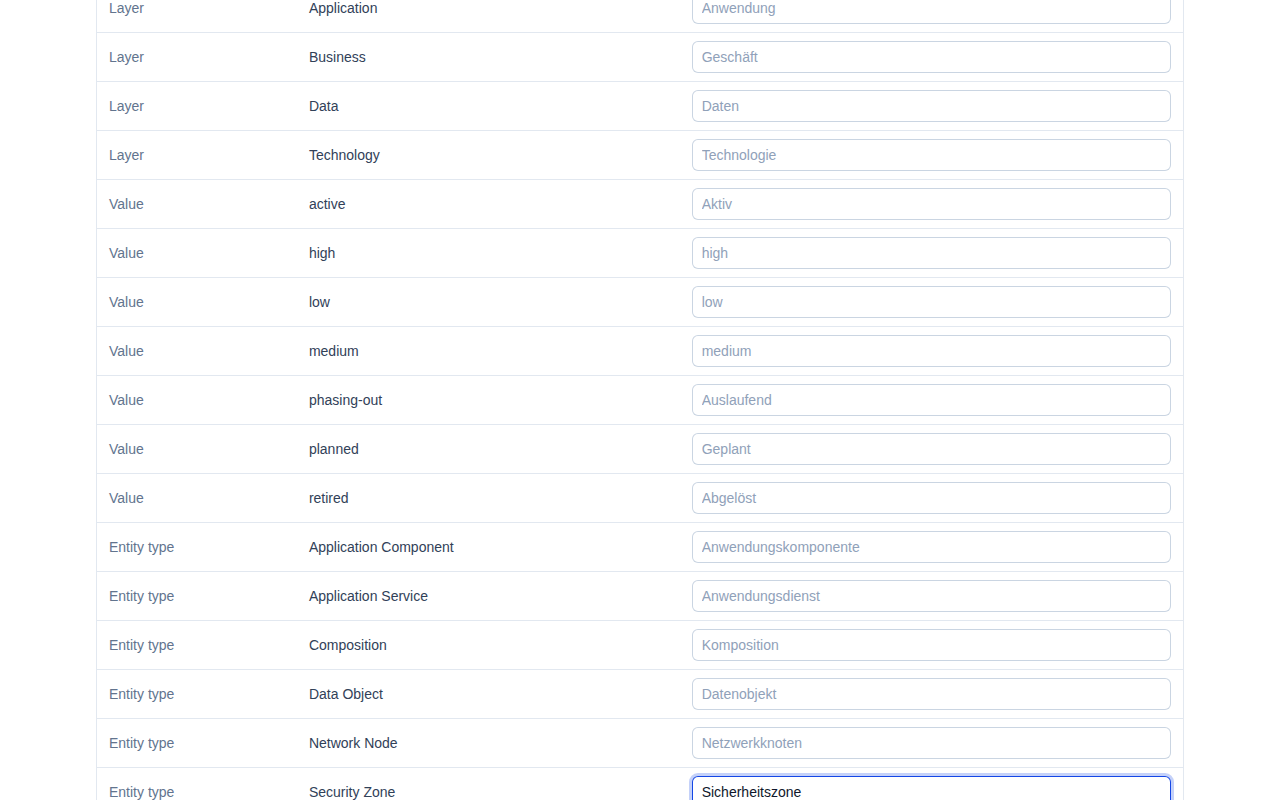 Layer Application Anwendung
Layer Business Geschäft
Layer Data Daten
Layer Technology Technologie
Value active Aktiv
Value high high
Value low low
Value medium medium
Value phasing-out Auslaufend
Value planned Geplant
Value retired Abgelöst
Entity type Application Component Anwendungskomponente
Entity type Application Service Anwendungsdienst
Entity type Composition Komposition
Entity type Data Object Datenobjekt
Entity type Network Node Netzwerkknoten
Entity type Security Zone Sicherheitszone